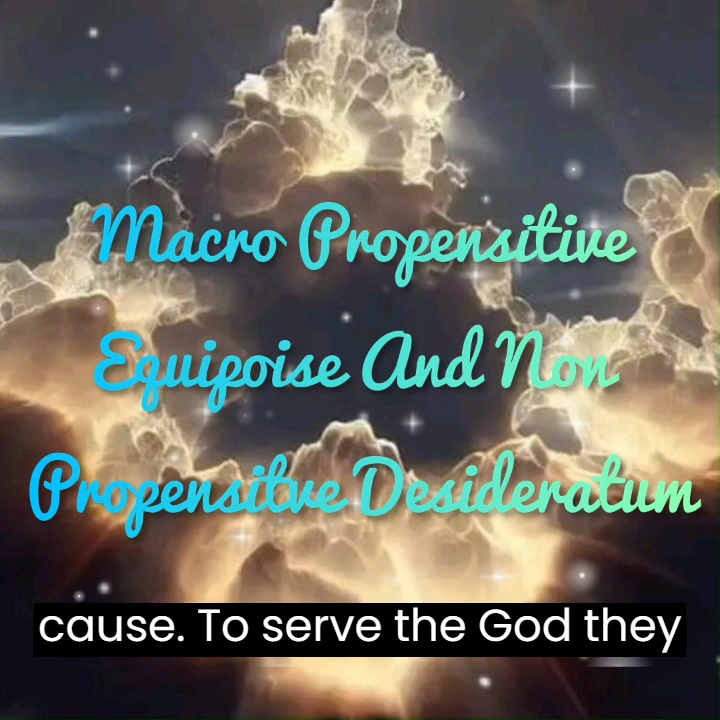 Macro Propensitive
Equipoise And Non
Propensitve Desideratum
cause. To serve the God they